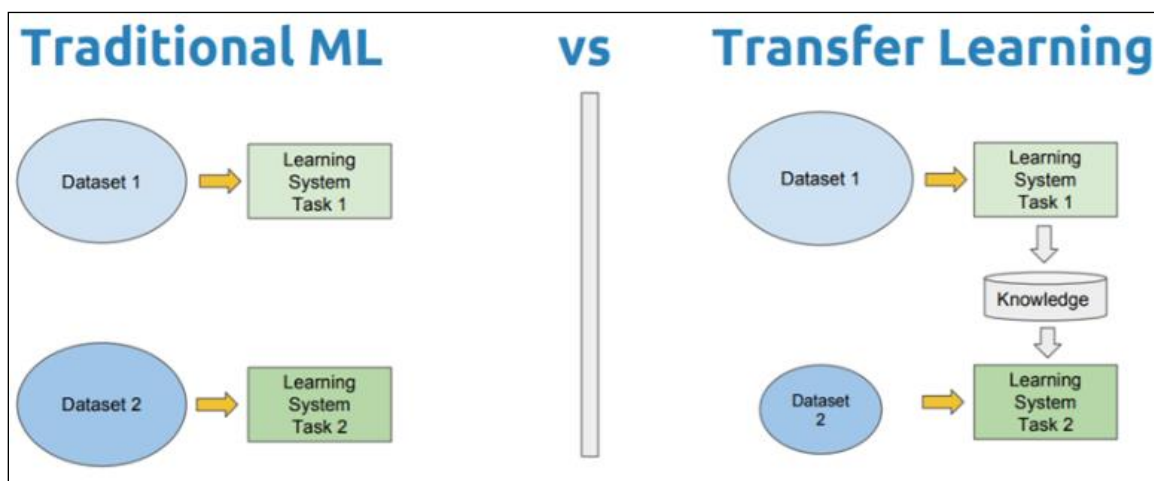 Traditional ML vs Transfer Learning
Dataset 1
Learning
System
Task 1
Dataset 2
Learning
System
Task 2
Dataset 1
Learning
System
Task 1
Knowledge
Dataset
2
Learning
System
Task 2